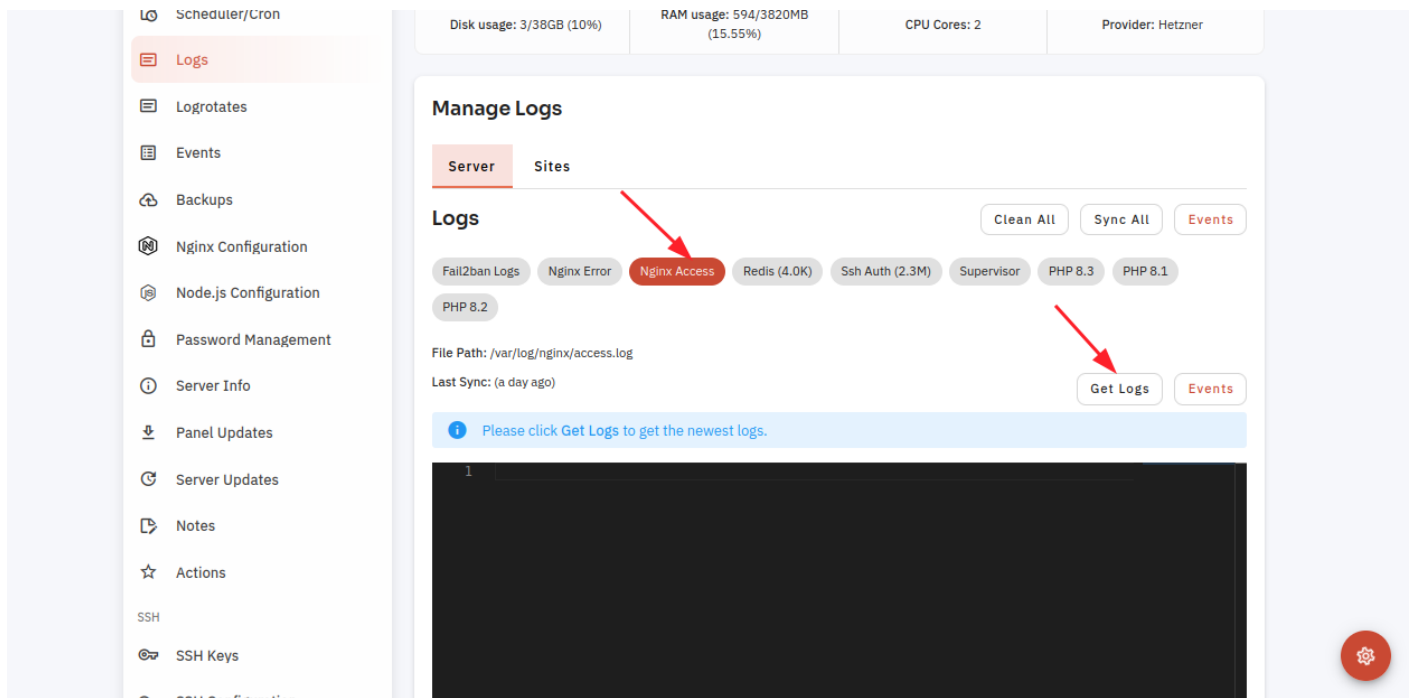 Scheduler/Cron
Logs
Logrotates
Events
Backups
Nginx Configuration
Node.js Configuration
Password Management
Server Info
Panel Updates
Server Updates
Notes
Actions
SSH
SSH Keys
Disk usage: 3/38GB (10%)
RAM usage: 594/3820MB
(15.55%)
CPU Cores: 2
Provider: Hetzner
Manage Logs
Server Sites
Logs
Clean All Sync All Events
Fail2ban Logs Nginx Error Nginx Access Redis (4.0K) Ssh Auth (2.3M) Supervisor PHP 8.3 PHP 8.1
PHP 8.2
File Path: /var/log/nginx/access.log
Last Sync: (a day ago)
Get Logs Events
Please click Get Logs to get the newest logs.
1